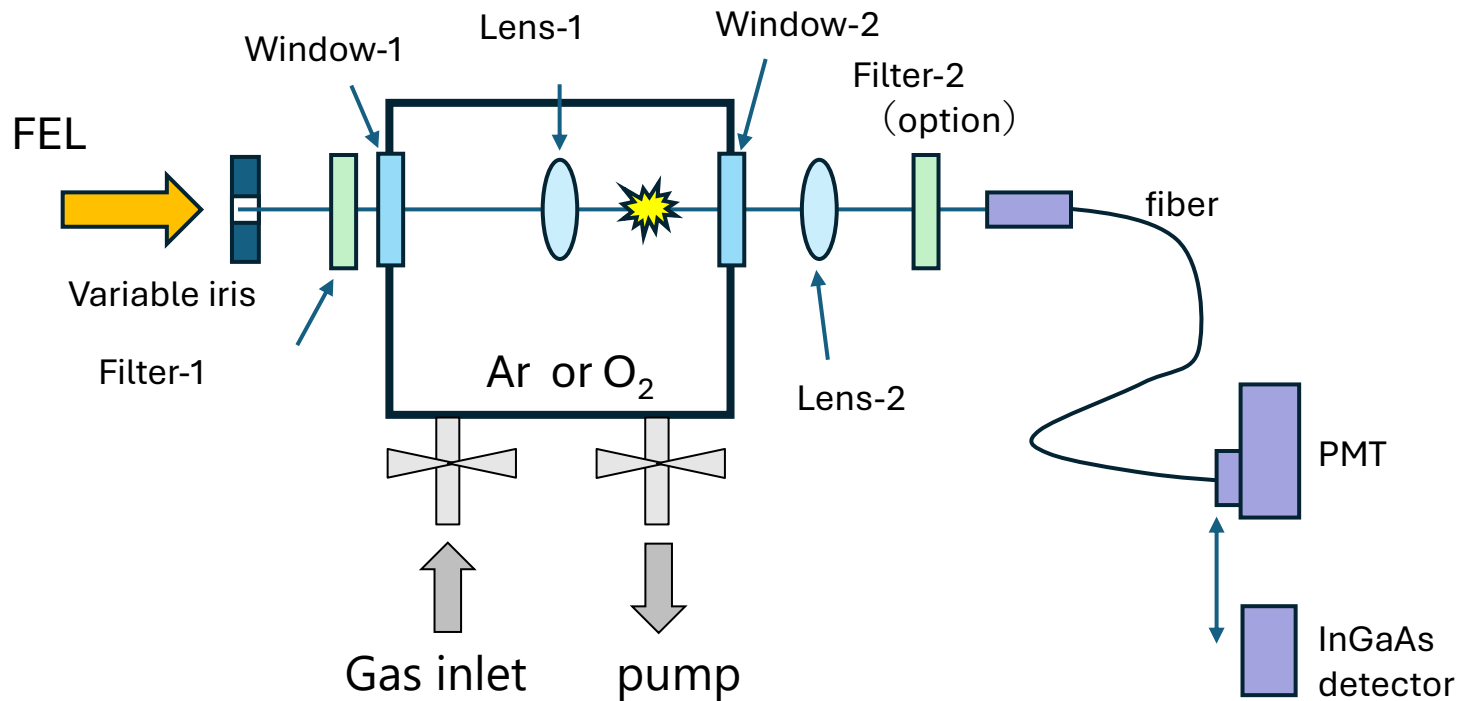 Lens-1
Window-2
Window-1
Filter-2
（option）
FEL
fiber
Variable iris
Filter-1
Ar or O₂
Lens-2
PMT
Gas inlet
pump
InGaAs
detector